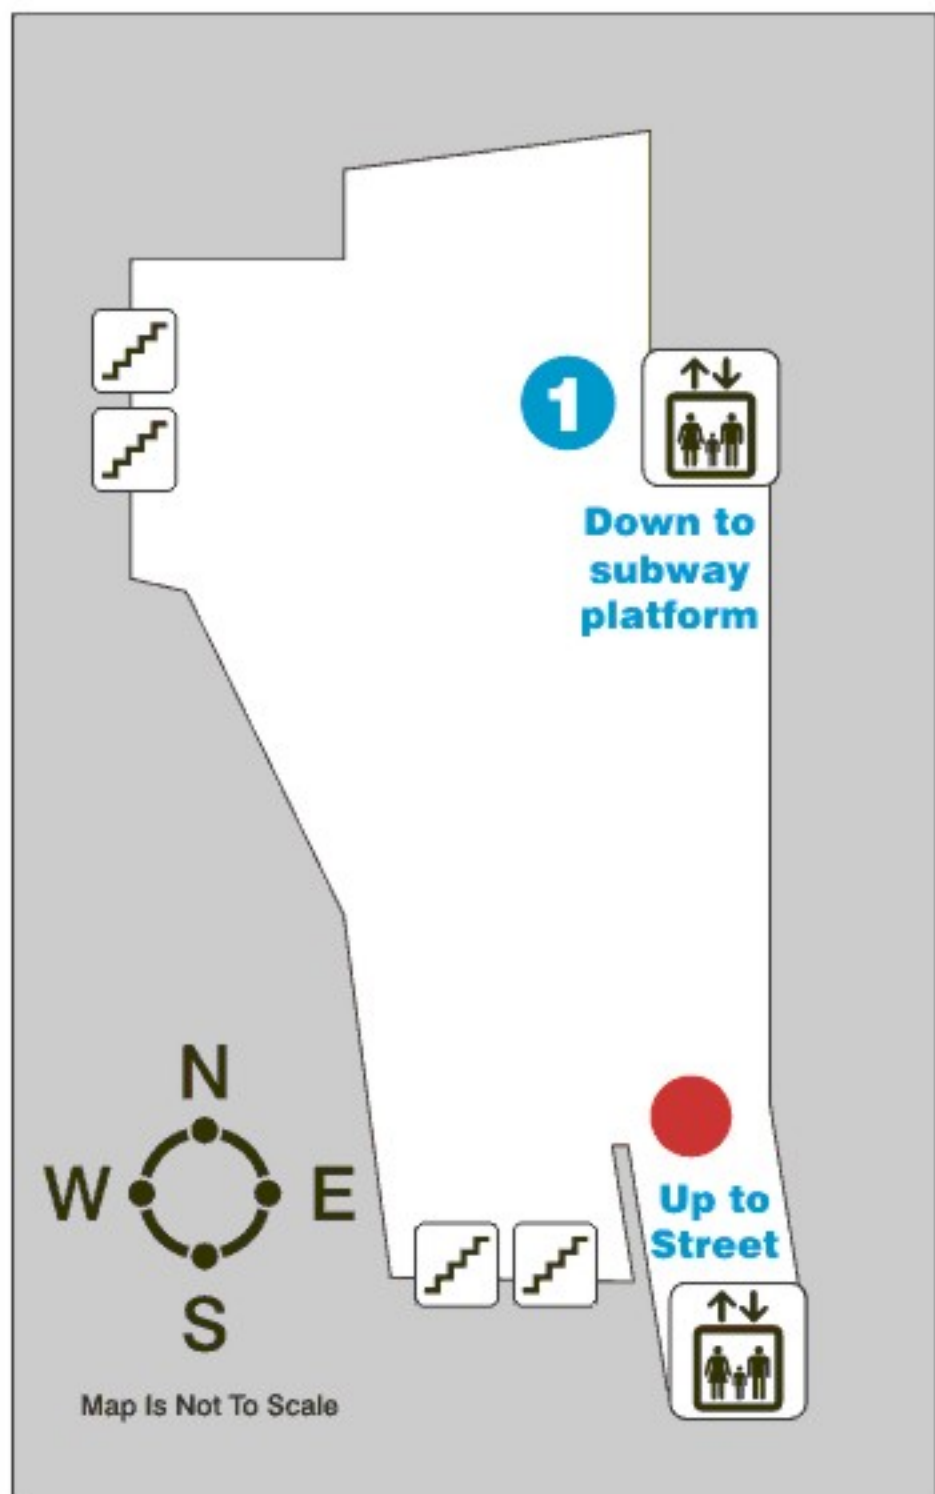 1
Down to
subway
platform
N
W E
S
Up to
Street
Map Is Not To Scale